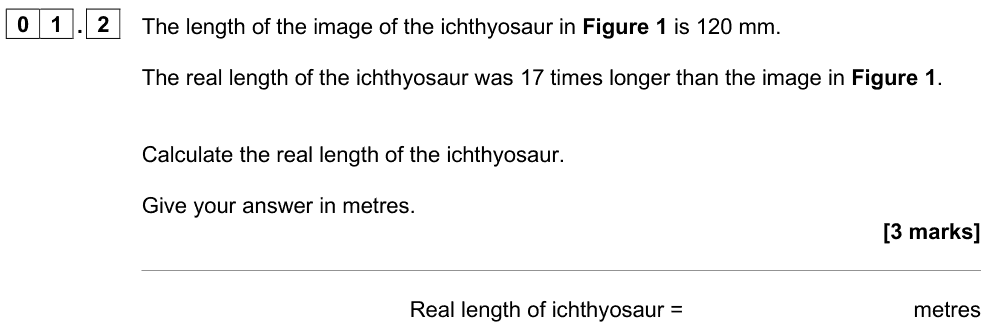 0 1 . 2 The length of the image of the ichthyosaur in Figure 1 is 120 mm.
The real length of the ichthyosaur was 17 times longer than the image in Figure 1.
Calculate the real length of the ichthyosaur.
Give your answer in metres.
[3 marks]
Real length of ichthyosaur = metres